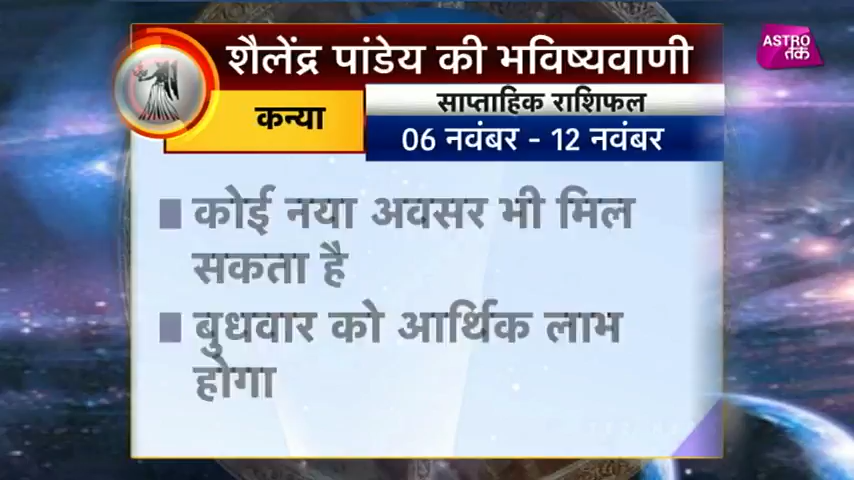 शैलेंद्र पांडेय की भविष्यवाणी
ASTRO
तक
कन्या
साप्ताहिक राशिफल
06 नवंबर - 12 नवंबर
कोई नया अवसर भी मिल
सकता है
बुधवार को आर्थिक लाभ
होगा